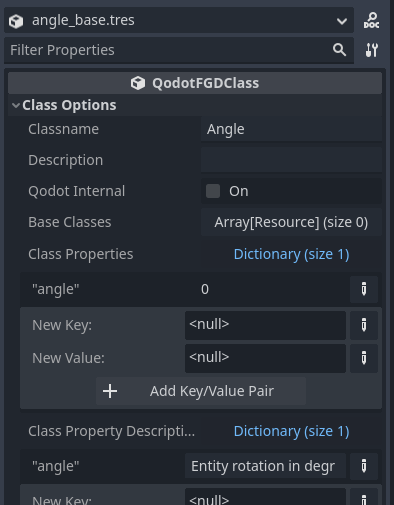 angle_base.tres
DOC
Filter Properties
QodotFGDClass
Class Options
Classname Angle
Description
Qodot Internal On
Base Classes Array[Resource] (size 0)
Class Properties Dictionary (size 1)
"angle" 0
New Key: <null>
New Value: <null>
Add Key/Value Pair
Class Property Descripti... Dictionary (size 1)
"angle" Entity rotation in degr
New Key: <null>